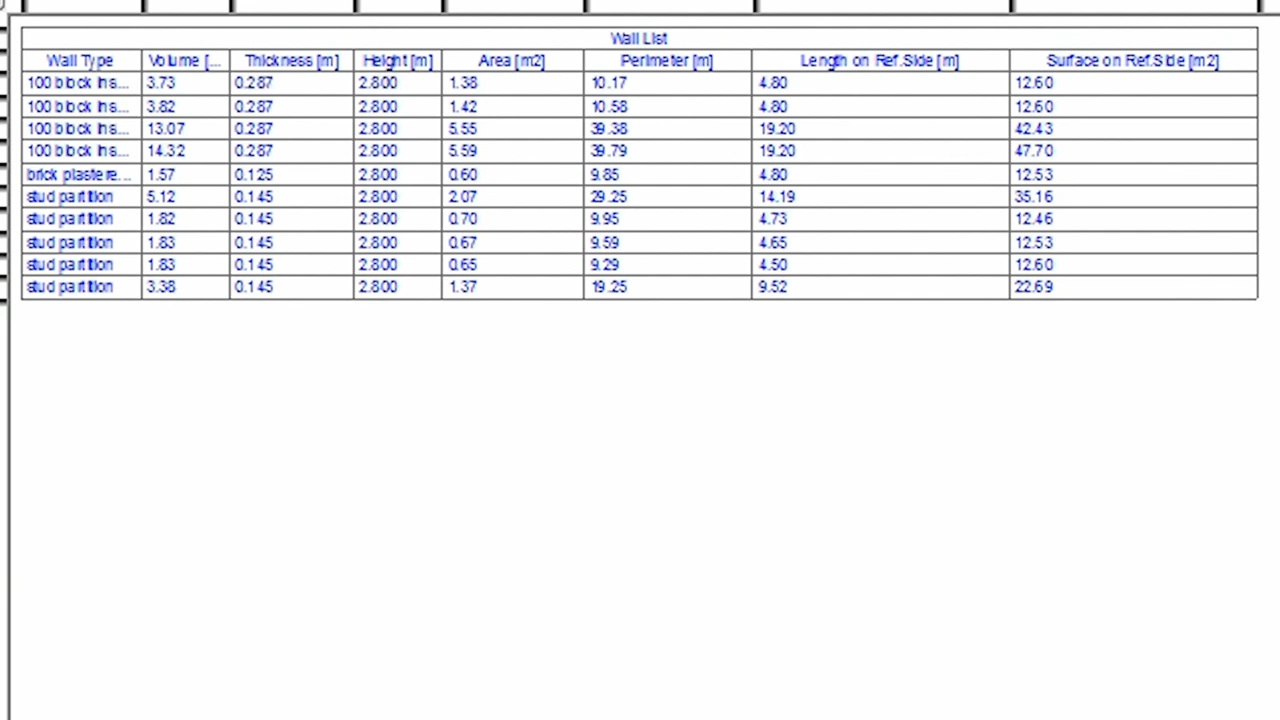 Wall List
Wall Type Volume [... Thickness [m] Height [m] Area [m2] Perimeter [m] Length on Ref.Side [m] Surface on Ref.Side [m2]
100 block ins... 3.73 0.287 2.800 1.38 10.17 4.80 12.60
100 block ins... 3.82 0.287 2.800 1.42 10.58 4.80 12.60
100 block ins... 13.07 0.287 2.800 5.55 39.38 19.20 42.43
100 block ins... 14.32 0.287 2.800 5.59 39.79 19.20 47.70
brick plastere... 1.57 0.125 2.800 0.60 9.85 4.80 12.53
stud partition 5.12 0.145 2.800 2.07 29.25 14.19 35.16
stud partition 1.82 0.145 2.800 0.70 9.95 4.73 12.46
stud partition 1.83 0.145 2.800 0.67 9.59 4.65 12.53
stud partition 1.83 0.145 2.800 0.65 9.29 4.50 12.60
stud partition 3.38 0.145 2.800 1.37 19.25 9.52 22.69